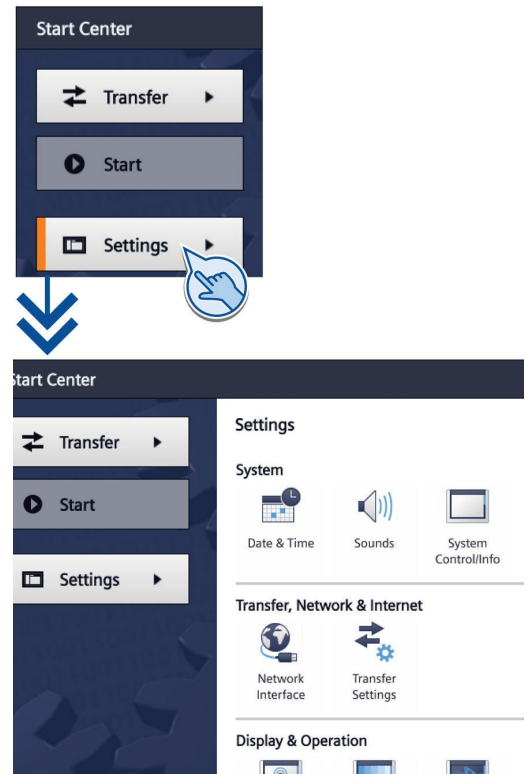 Start Center
Transfer
Start
Settings
Start Center
Transfer
Start
Settings
Settings
System
Date & Time
Sounds
System
Control/Info
Transfer, Network & Internet
Network
Interface
Transfer
Settings
Display & Operation